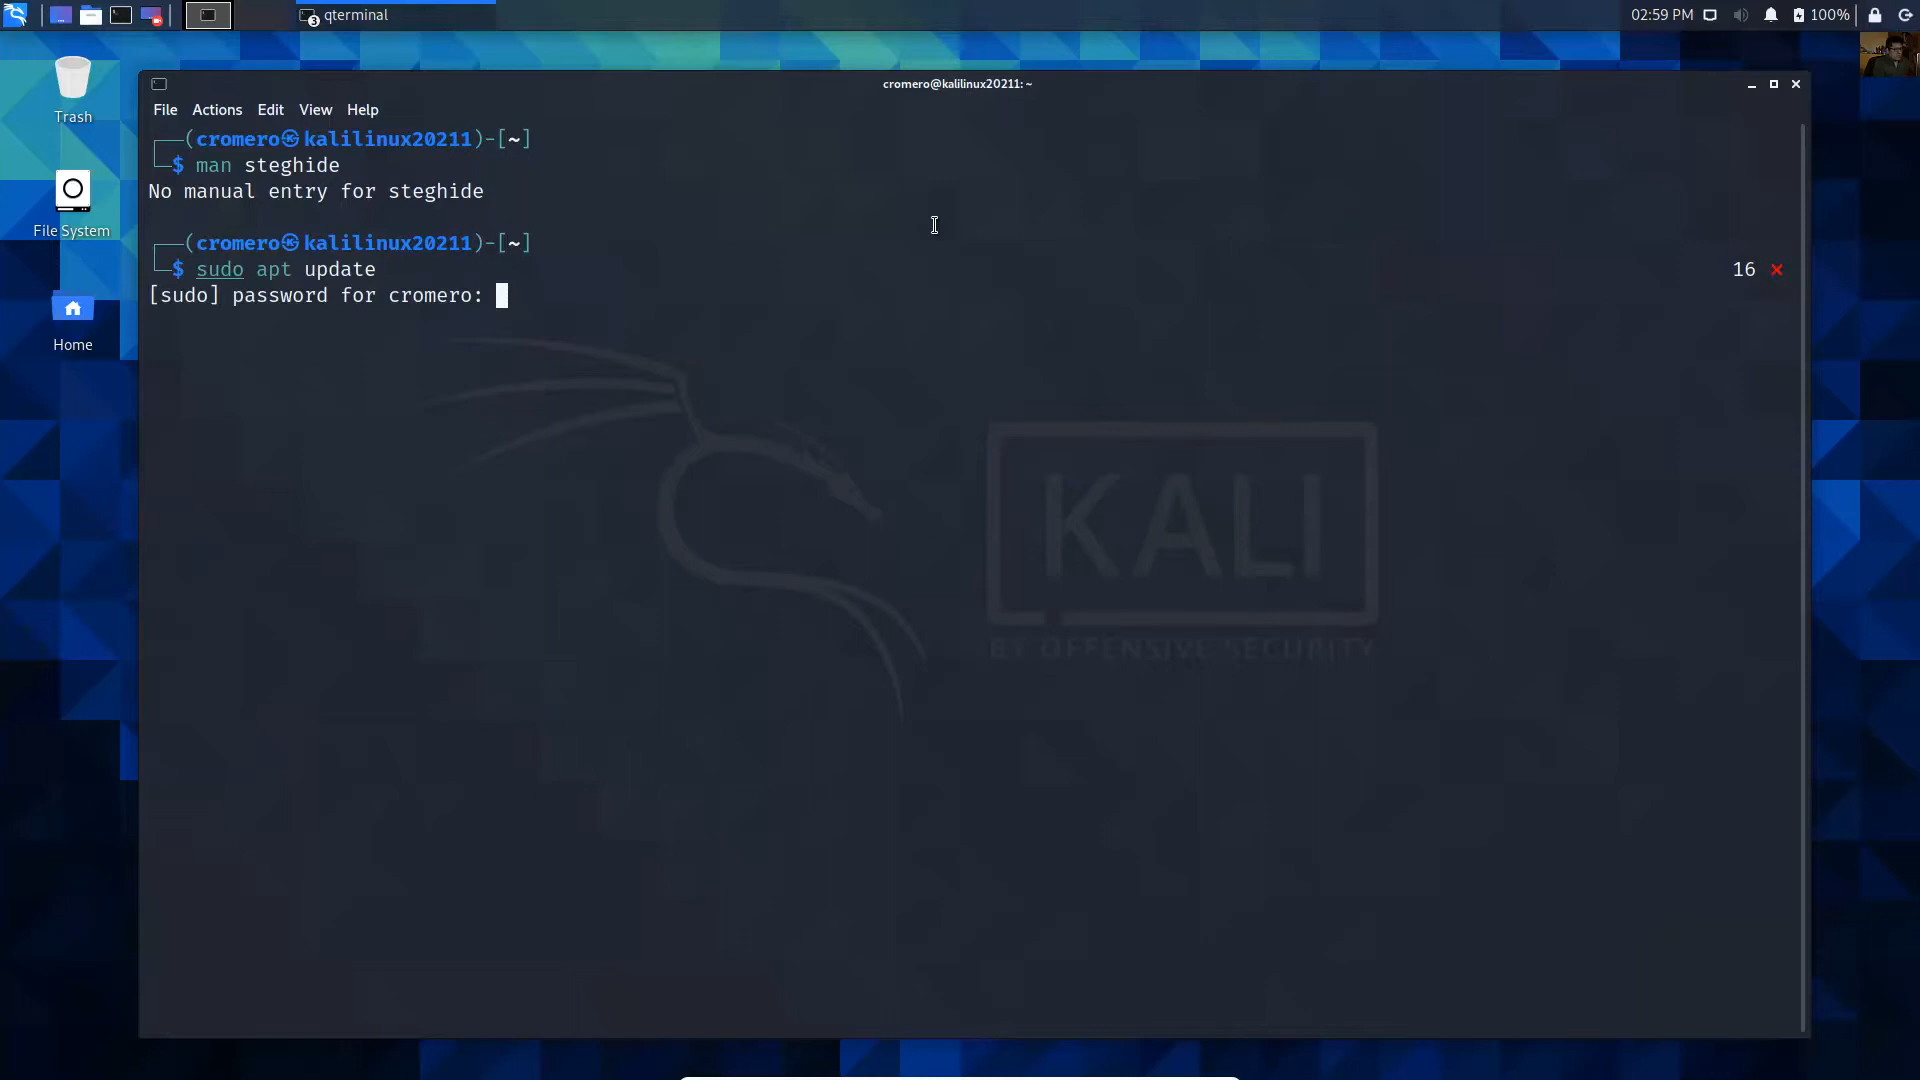 qterminal
3
02:59 PM
100%
Trash
File System
Home
cromero@kalilinux20211: ~
File Actions Edit View Help
(cromero㉿kalilinux20211)-[~]
$ man steghide
No manual entry for steghide
(cromero㉿kalilinux20211)-[~]
$ sudo apt update
16 ✗
[sudo] password for cromero:
KALI
BY OFFENSIVE SECURITY